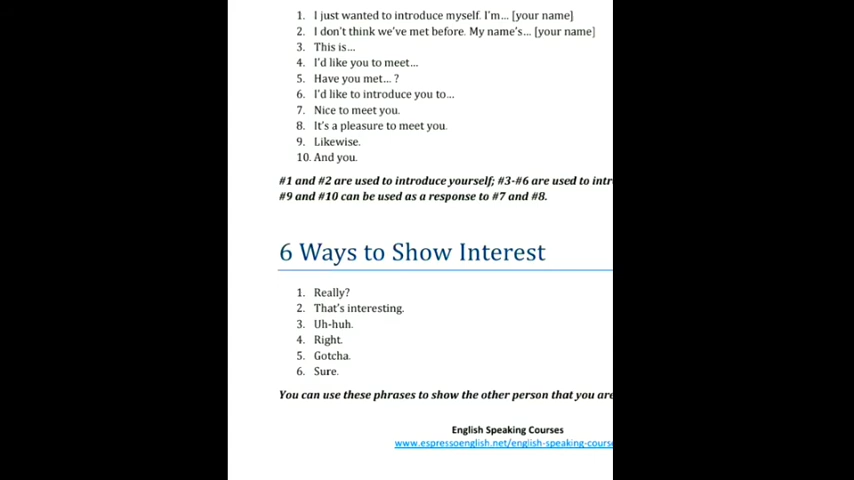 1. I just wanted to introduce myself. I'm… [your name]
2. I don't think we've met before. My name's… [your name]
3. This is…
4. I'd like you to meet…
5. Have you met… ?
6. I'd like to introduce you to…
7. Nice to meet you.
8. It's a pleasure to meet you.
9. Likewise.
10. And you.
#1 and #2 are used to introduce yourself; #3-#6 are used to
#9 and #10 can be used as a response to #7 and #8.
6 Ways to Show Interest
1. Really?
2. That's interesting.
3. Uh-huh.
4. Right.
5. Gotcha.
6. Sure.
You can use these phrases to show the other person that you are
English Speaking Courses
www.espressoenglish.net/english-speaking-cours